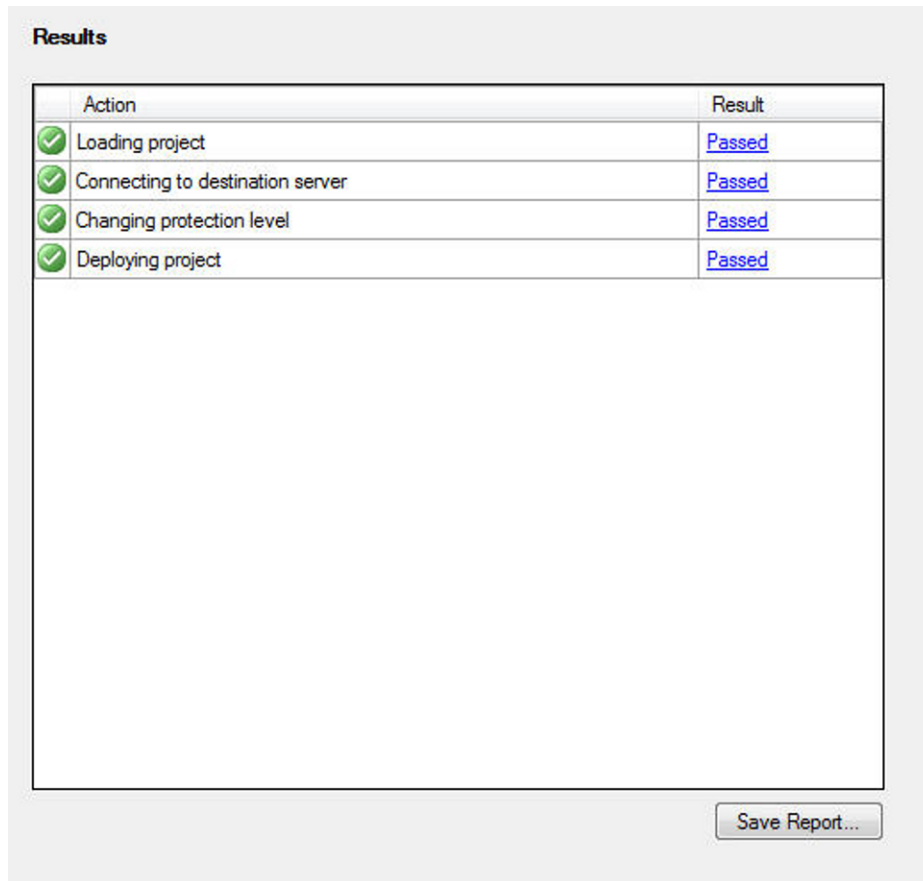 Results
Action Result
Loading project Passed
Connecting to destination server Passed
Changing protection level Passed
Deploying project Passed
Save Report...